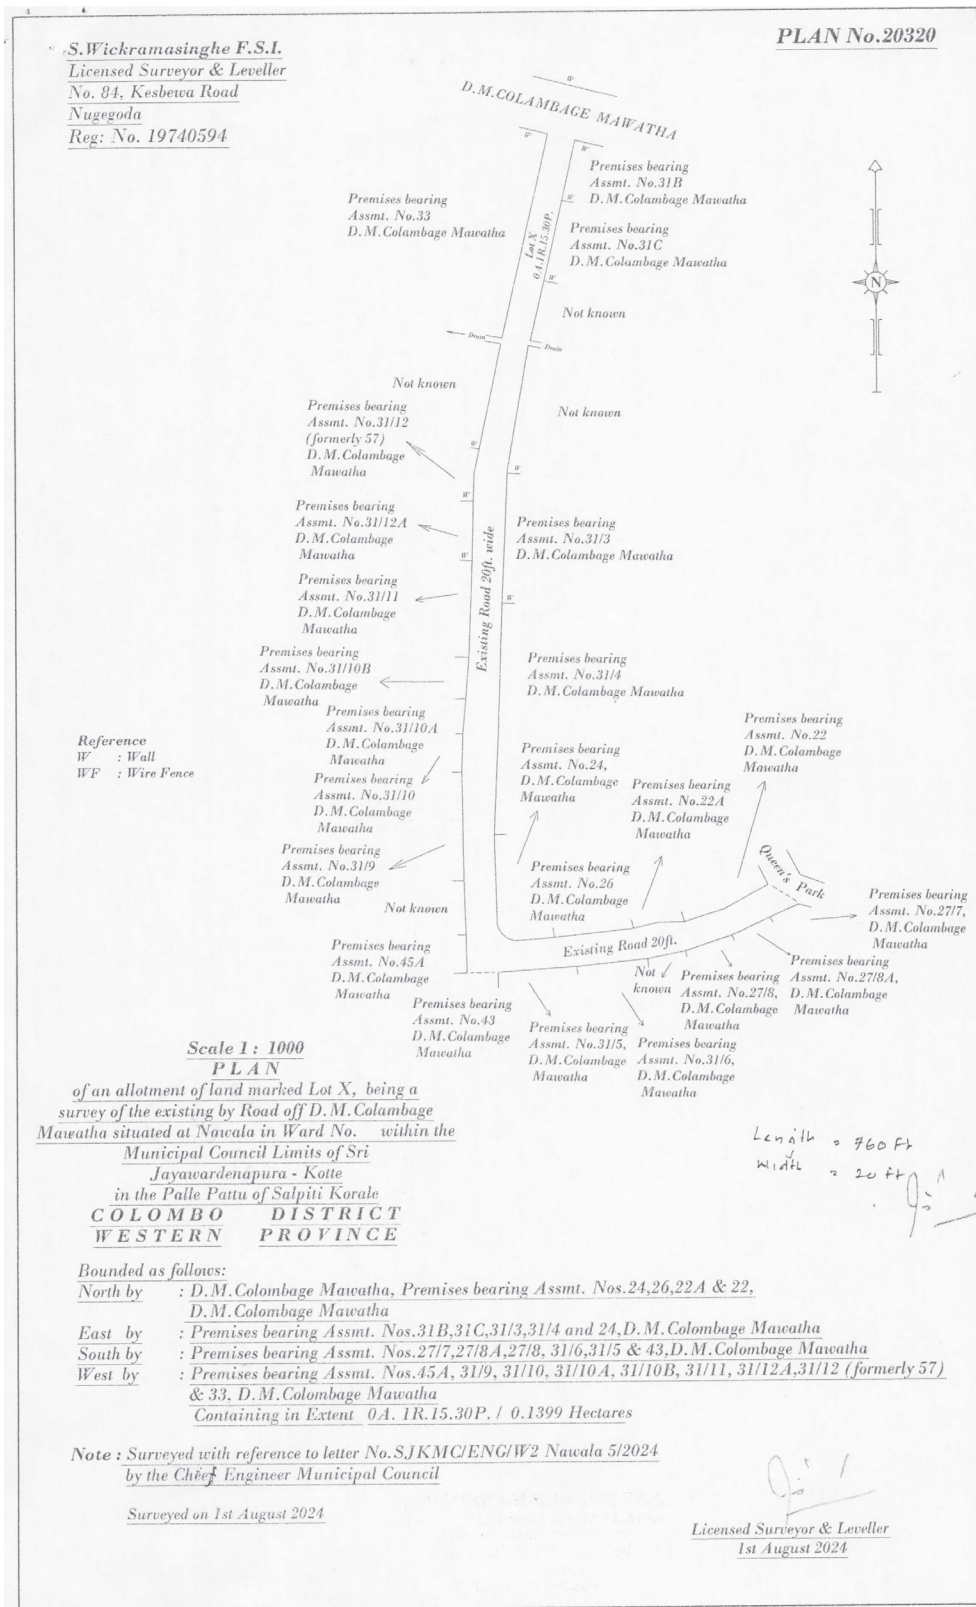 S.Wickramasinghe F.S.I.
Licensed Surveyor & Leveller
No. 84, Kesbewa Road
Nugegoda
Reg: No. 19740594
PLAN No.20320
W
D.M.COLAMBAGE MAWATHA
W
W
Premises bearing
Assmt. No.31B
D.M.Colambage Mawatha
W
Premises bearing
Assmt. No.33
D.M.Colambage Mawatha
Lot X
0A.1R.15.30P.
Premises bearing
Assmt. No.31C
D.M.Colambage Mawatha
W
N
Not known
Drain
Drain
Not known
Not known
Premises bearing
Assmt. No.31/12
(formerly 57)
D.M.Colambage
Mawatha
W
W
W
Premises bearing
Assmt. No.31/12A
D.M.Colambage
Mawatha
W
Existing Road 20ft. wide
Premises bearing
Assmt. No.31/3
D.M.Colambage Mawatha
W
Premises bearing
Assmt. No.31/11
D.M.Colambage
Mawatha
Premises bearing
Assmt. No.31/10B
D.M.Colambage
Mawatha
Premises bearing
Assmt. No.31/4
D.M.Colambage Mawatha
Premises bearing
Assmt. No.31/10A
D.M.Colambage
Mawatha
Reference
W : Wall
WF : Wire Fence
Premises bearing
Assmt. No.31/10
D.M.Colambage
Mawatha
Premises bearing
Assmt. No.24,
D.M.Colambage
Mawatha
Premises bearing
Assmt. No.22A
D.M.Colambage
Mawatha
Premises bearing
Assmt. No.22
D.M.Colambage
Mawatha
Premises bearing
Assmt. No.31/9
D.M.Colambage
Mawatha
Premises bearing
Assmt. No.26
D.M.Colambage
Mawatha
Queen's Park
Premises bearing
Assmt. No.27/7,
D.M.Colambage
Mawatha
Not known
Existing Road 20ft.
Premises bearing
Assmt. No.45A
D.M.Colambage
Mawatha
Not
known
Premises bearing
Assmt. No.27/8,
D.M.Colambage
Mawatha
Premises bearing
Assmt. No.27/8A,
D.M.Colambage
Mawatha
Premises bearing
Assmt. No.43
D.M.Colambage
Mawatha
Premises bearing
Assmt. No.31/5,
D.M.Colambage
Mawatha
Premises bearing
Assmt. No.31/6,
D.M.Colambage
Mawatha
Scale 1 : 1000
PLAN
of an allotment of land marked Lot X, being a
survey of the existing by Road off D.M.Colambage
Mawatha situated at Nawala in Ward No. within the
Municipal Council Limits of Sri
Jayawardenapura - Kotte
in the Palle Pattu of Salpiti Korale
COLOMBO DISTRICT
WESTERN PROVINCE
Length = 760 Ft
Width = 20 Ft
Bounded as follows:
North by : D.M.Colombage Mawatha, Premises bearing Assmt. Nos.24,26,22A & 22,
D.M.Colombage Mawatha
East by : Premises bearing Assmt. Nos.31B,31C,31/3,31/4 and 24,D.M.Colombage Mawatha
South by : Premises bearing Assmt. Nos.27/7,27/8A,27/8, 31/6,31/5 & 43,D.M.Colombage Mawatha
West by : Premises bearing Assmt. Nos.45A, 31/9, 31/10, 31/10A, 31/10B, 31/11, 31/12A,31/12 (formerly 57)
& 33, D.M.Colombage Mawatha
Containing in Extent 0A. 1R.15.30P. / 0.1399 Hectares
Note : Surveyed with reference to letter No.SJKMC/ENG/W2 Nawala 5/2024
by the Chief Engineer Municipal Council
Surveyed on 1st August 2024
Licensed Surveyor & Leveller
1st August 2024